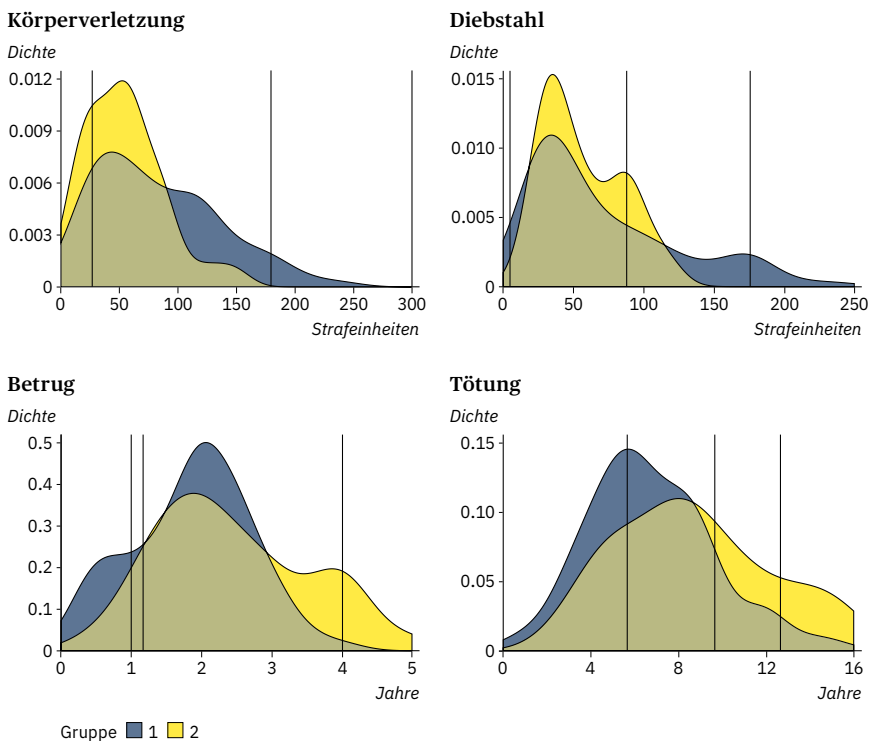 Körperverletzung
Dichte
0.012
0.009
0.006
0.003
0
0 50 100 150 200 250 300
Strafeinheiten
Diebstahl
Dichte
0.015
0.010
0.005
0
0 50 100 150 200 250
Strafeinheiten
Betrug
Dichte
0.5
0.4
0.3
0.2
0.1
0
0 1 2 3 4 5
Jahre
Tötung
Dichte
0.15
0.10
0.05
0
0 4 8 12 16
Jahre
Gruppe 1 2